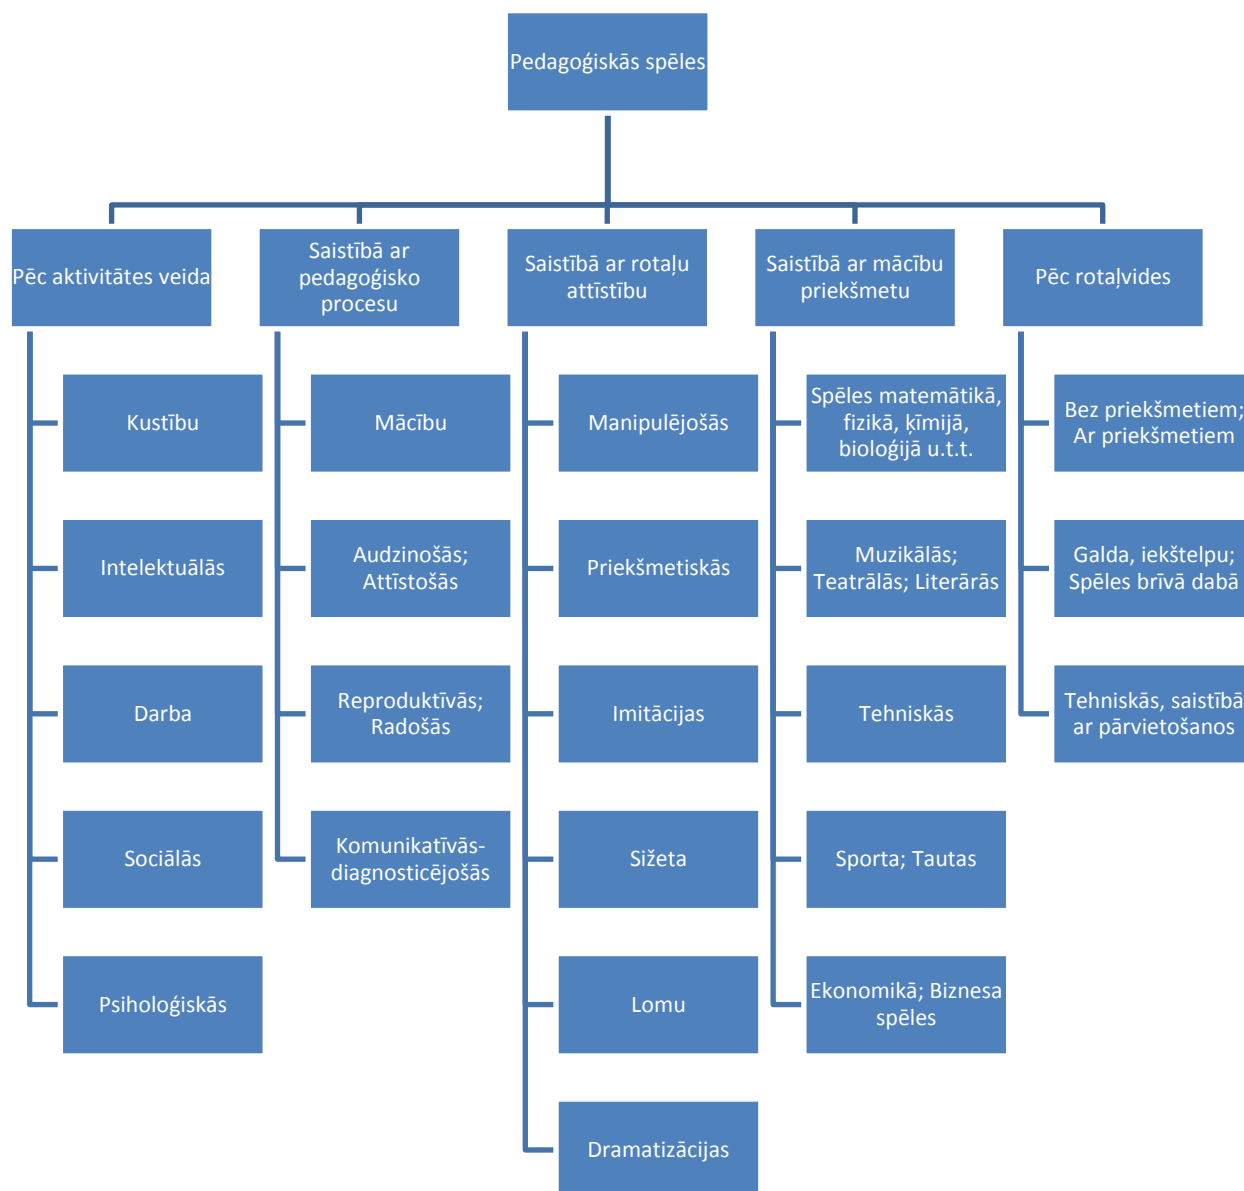 Pedagoģiskās spēles
Pēc aktivitātes veida
Kustību
Intelektuālās
Darba
Sociālās
Psiholoģiskās
Saistībā ar
pedagoģisko
procesu
Mācību
Audzinošās;
Attīstošās
Reproduktīvās;
Radošās
Komunikatīvās-
diagnosticējošās
Saistībā ar rotaļu
attīstību
Manipulējošās
Priekšmetiskās
Imitācijas
Sižeta
Lomu
Dramatizācijas
Saistībā ar mācību
priekšmetu
Spēles matemātikā,
fizikā, ķīmijā,
bioloģijā u.t.t.
Muzikālās;
Teatrālās; Literārās
Tehniskās
Sporta; Tautas
Ekonomikā; Biznesa
spēles
Pēc rotaļvides
Bez priekšmetiem;
Ar priekšmetiem
Galda, iekštelpu;
Spēles brīvā dabā
Tehniskās, saistībā
ar pārvietošanos